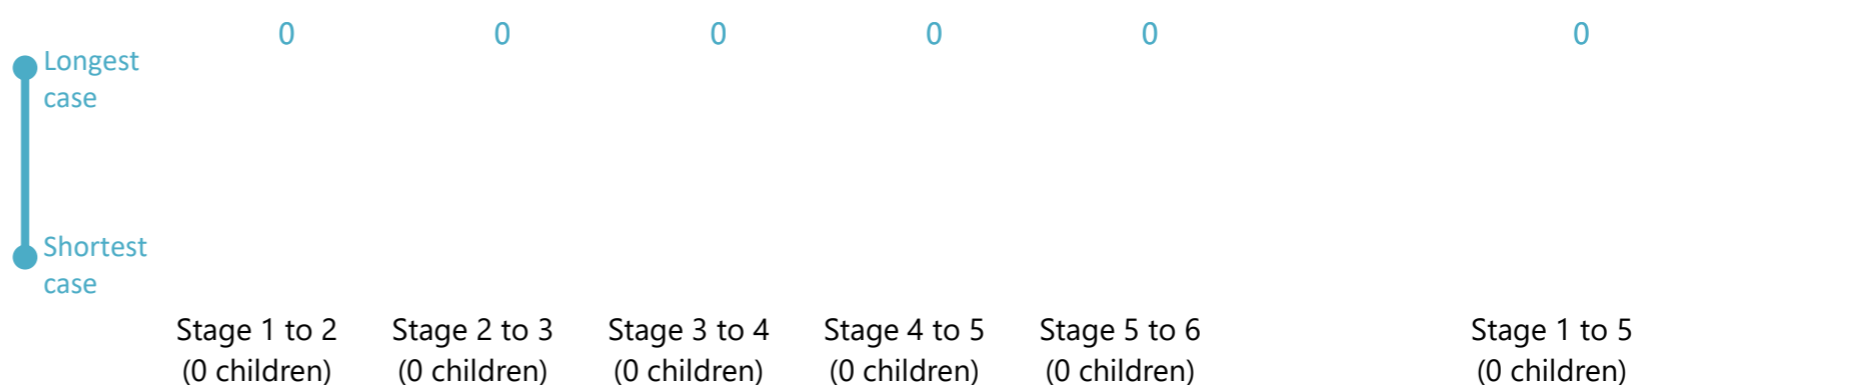 0 0 0 0 0 0
Longest
case
Shortest
case
Stage 1 to 2 Stage 2 to 3 Stage 3 to 4 Stage 4 to 5 Stage 5 to 6 Stage 1 to 5
(0 children) (0 children) (0 children) (0 children) (0 children) (0 children)